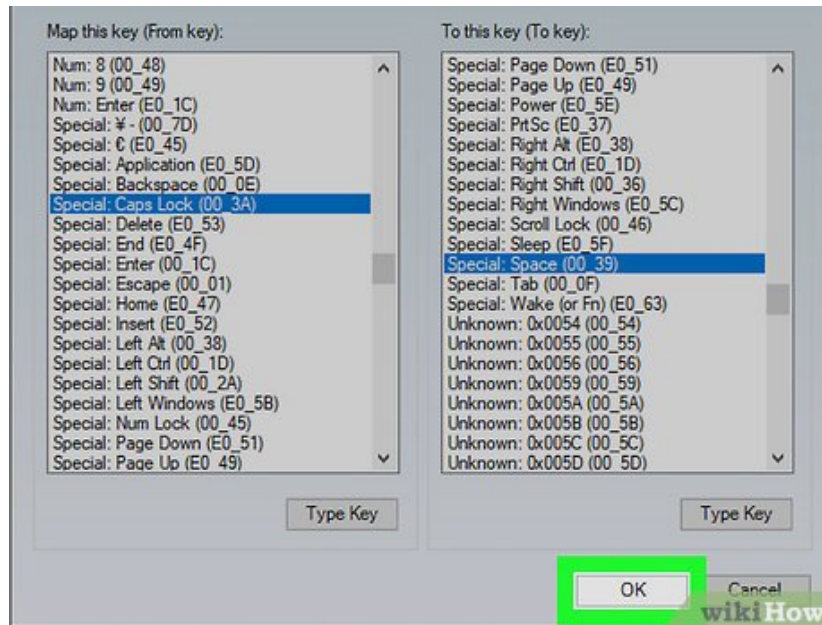 Map this key (From key):
Num: 8 (00_48)
Num: 9 (00_49)
Num: Enter (E0_1C)
Special: ¥ - (00_7D)
Special: € (E0_45)
Special: Application (E0_5D)
Special: Backspace (00_0E)
Special: Caps Lock (00_3A)
Special: Delete (E0_53)
Special: End (E0_4F)
Special: Enter (00_1C)
Special: Escape (00_01)
Special: Home (E0_47)
Special: Insert (E0_52)
Special: Left Alt (00_38)
Special: Left Ctrl (00_1D)
Special: Left Shift (00_2A)
Special: Left Windows (E0_5B)
Special: Num Lock (00_45)
Special: Page Down (E0_51)
Special: Page Up (E0_49)
Type Key
To this key (To key):
Special: Page Down (E0_51)
Special: Page Up (E0_49)
Special: Power (E0_5E)
Special: PrtSc (E0_37)
Special: Right Alt (E0_38)
Special: Right Ctrl (E0_1D)
Special: Right Shift (00_36)
Special: Right Windows (E0_5C)
Special: Scroll Lock (00_46)
Special: Sleep (E0_5F)
Special: Space (00_39)
Special: Tab (00_0F)
Special: Wake (or Fn) (E0_63)
Unknown: 0x0054 (00_54)
Unknown: 0x0055 (00_55)
Unknown: 0x0056 (00_56)
Unknown: 0x0059 (00_59)
Unknown: 0x005A (00_5A)
Unknown: 0x005B (00_5B)
Unknown: 0x005C (00_5C)
Unknown: 0x005D (00_5D)
Type Key
OK
Cancel
wikiHow